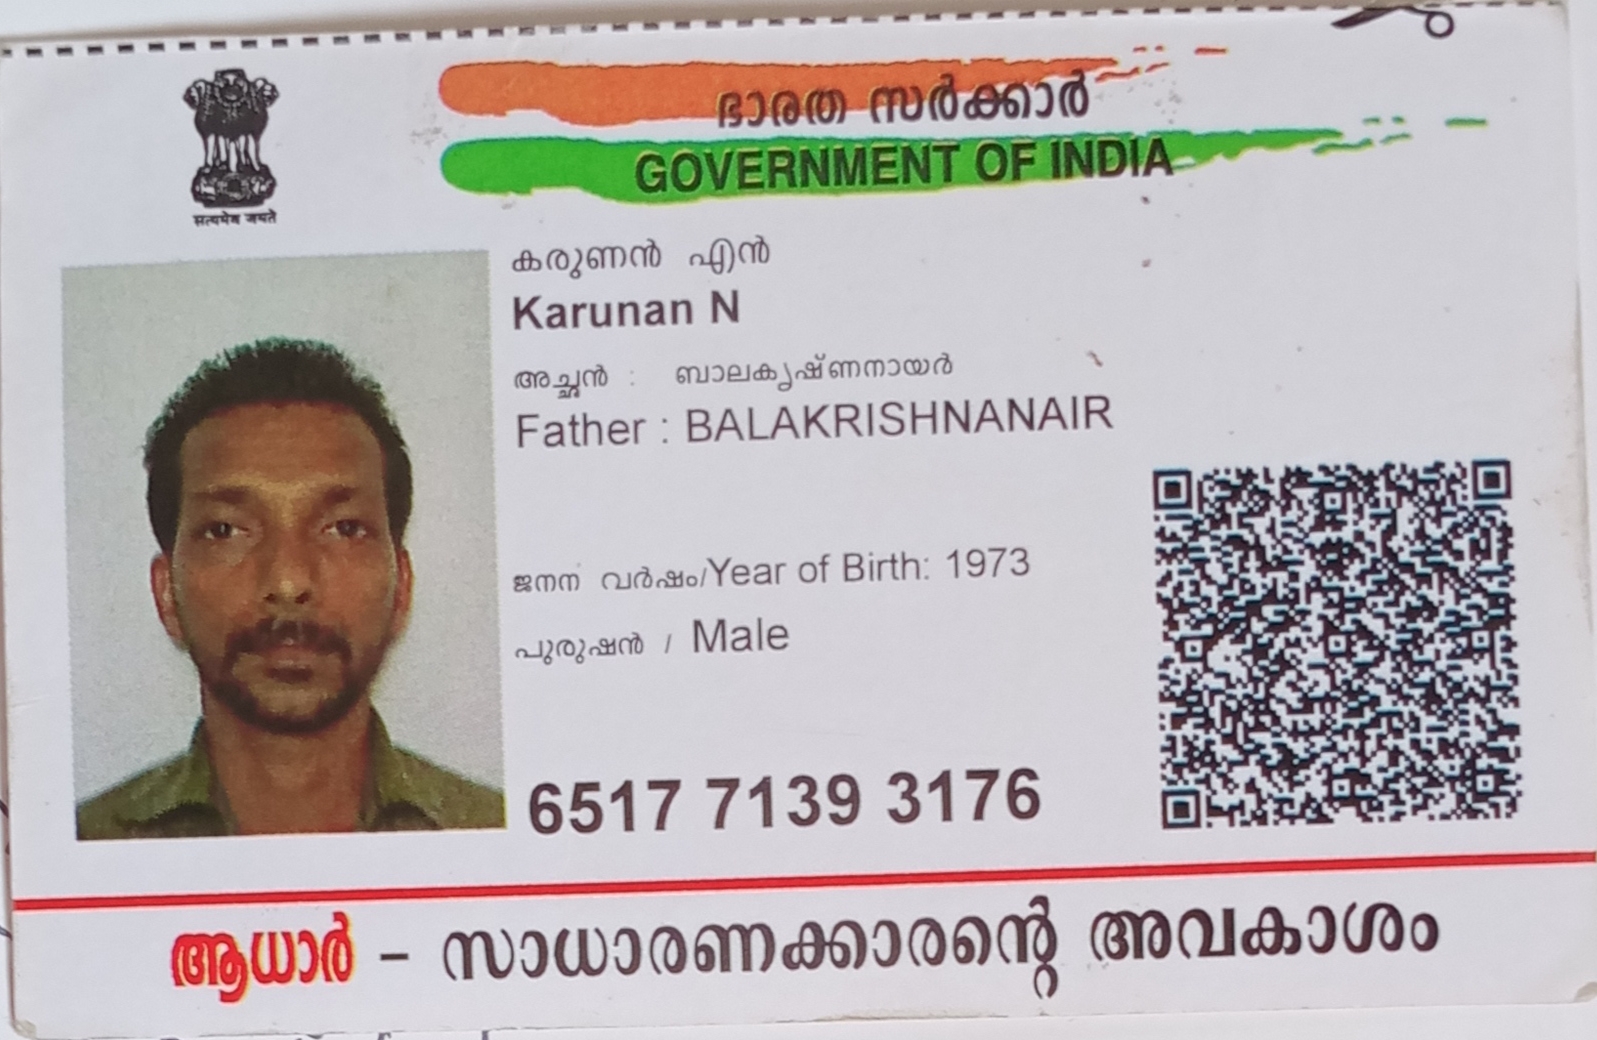 ഭാരത സർക്കാർ
GOVERNMENT OF INDIA
सत्यमेव जयते
കരുണൻ എൻ
Karunan N
അച്ഛൻ : ബാലകൃഷ്ണനായർ
Father : BALAKRISHNANAIR
ജനന വർഷം/Year of Birth: 1973
പുരുഷൻ / Male
6517 7139 3176
ആധാർ - സാധാരണക്കാരന്റെ അവകാശം